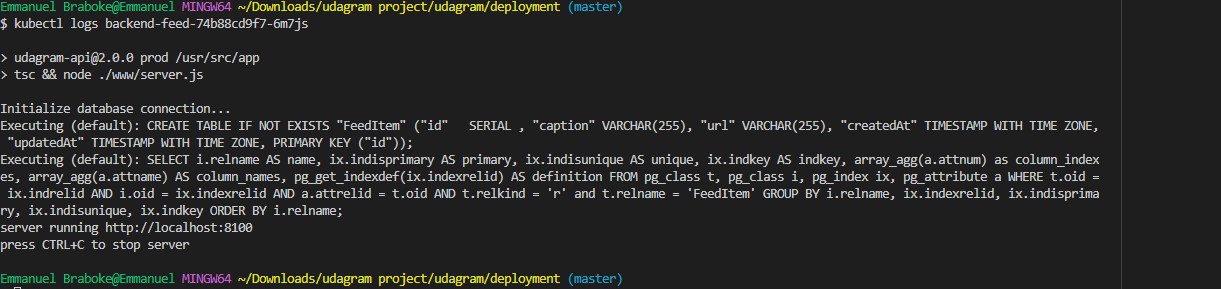 Emmanuel Braboke@Emmanuel MINGW64 ~/Downloads/udagram project/udagram/deployment (master)
$ kubectl logs backend-feed-74b88cd9f7-6m7js
> udagram-api@2.0.0 prod /usr/src/app
> tsc && node ./www/server.js
Initialize database connection...
Executing (default): CREATE TABLE IF NOT EXISTS "FeedItem" ("id"   SERIAL , "caption" VARCHAR(255), "url" VARCHAR(255), "createdAt" TIMESTAMP WITH TIME ZONE,
"updatedAt" TIMESTAMP WITH TIME ZONE, PRIMARY KEY ("id"));
Executing (default): SELECT i.relname AS name, ix.indisprimary AS primary, ix.indisunique AS unique, ix.indkey AS indkey, array_agg(a.attnum) as column_index
es, array_agg(a.attname) AS column_names, pg_get_indexdef(ix.indexrelid) AS definition FROM pg_class t, pg_class i, pg_index ix, pg_attribute a WHERE t.oid =
ix.indrelid AND i.oid = ix.indexrelid AND a.attrelid = t.oid AND t.relkind = 'r' and t.relname = 'FeedItem' GROUP BY i.relname, ix.indexrelid, ix.indisprima
ry, ix.indisunique, ix.indkey ORDER BY i.relname;
server running http://localhost:8100
press CTRL+C to stop server
Emmanuel Braboke@Emmanuel MINGW64 ~/Downloads/udagram project/udagram/deployment (master)